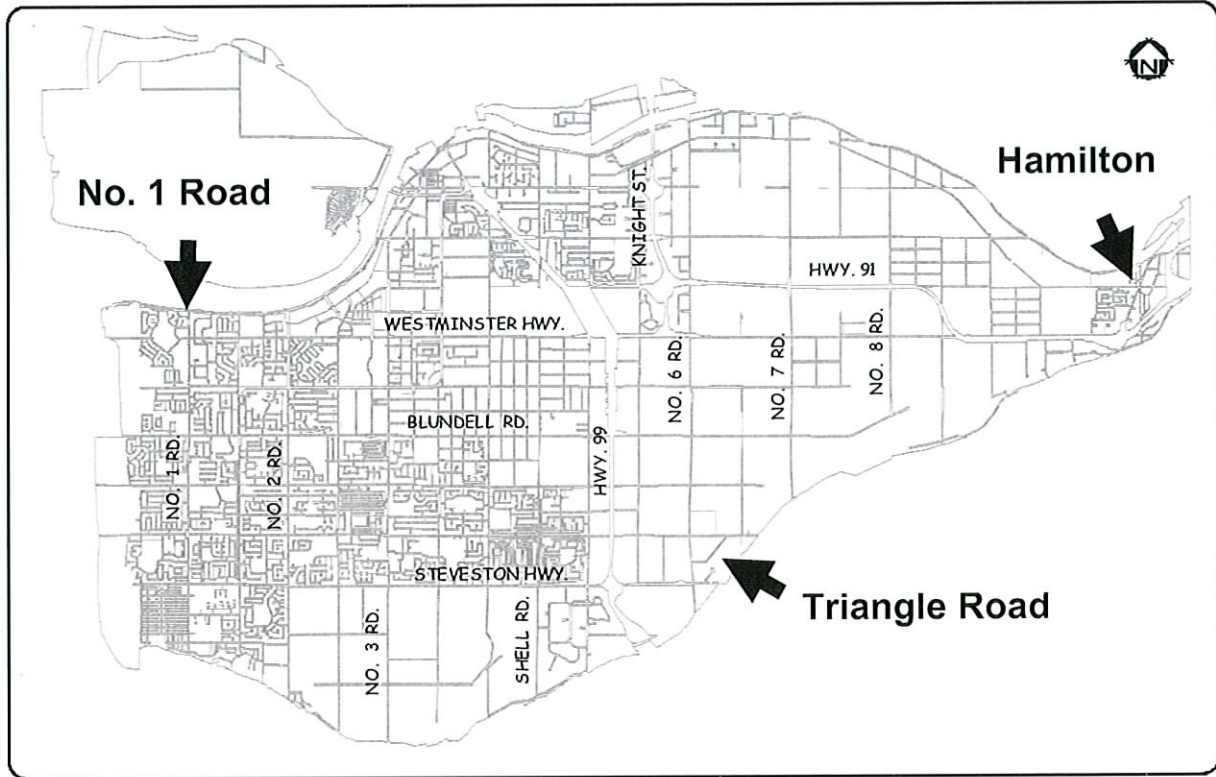 N
Hamilton
No. 1 Road
KNIGHT ST.
HWY. 91
WESTMINSTER HWY.
NO. 6 RD.
NO. 7 RD.
NO. 8 RD.
BLUNDELL RD.
NO. 1 RD.
NO. 2 RD.
HWY. 99
STEVESTON HWY.
Triangle Road
NO. 3 RD.
SHELL RD.